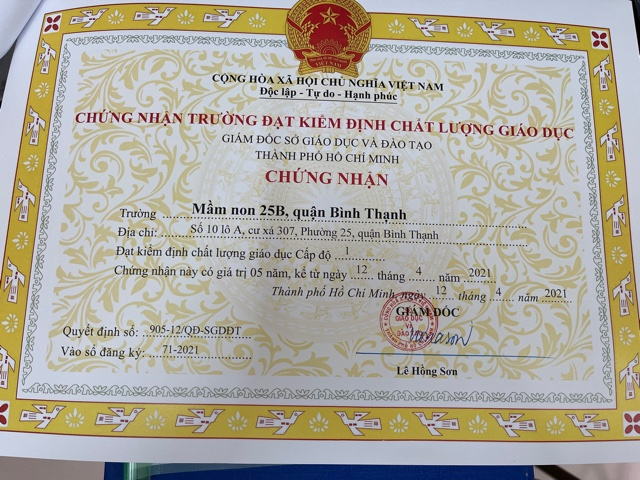 CỘNG HÒA XÃ HỘI CHỦ NGHĨA VIỆT NAM
Độc lập - Tự do - Hạnh phúc
CHỨNG NHẬN TRƯỜNG ĐẠT KIỂM ĐỊNH CHẤT LƯỢNG GIÁO DỤC
GIÁM ĐỐC SỞ GIÁO DỤC VÀ ĐÀO TẠO
THÀNH PHỐ HỒ CHÍ MINH
CHỨNG NHẬN
Trường Mầm non 25B, quận Bình Thạnh
Địa chỉ: Số 10 lô A, cư xá 307, Phường 25, quận Bình Thạnh
Đạt kiểm định chất lượng giáo dục Cấp độ 1
Chứng nhận này có giá trị 05 năm, kể từ ngày 12 tháng 4 năm 2021
Thành phố Hồ Chí Minh, ngày 12 tháng 4 năm 2021
GIÁM ĐỐC
SỞ
GIÁO DỤC
VÀ
ĐÀO TẠO
Quyết định số: 905-12/QĐ-SGDĐT
Vào sổ đăng ký: 71-2021
Lê Hồng Sơn